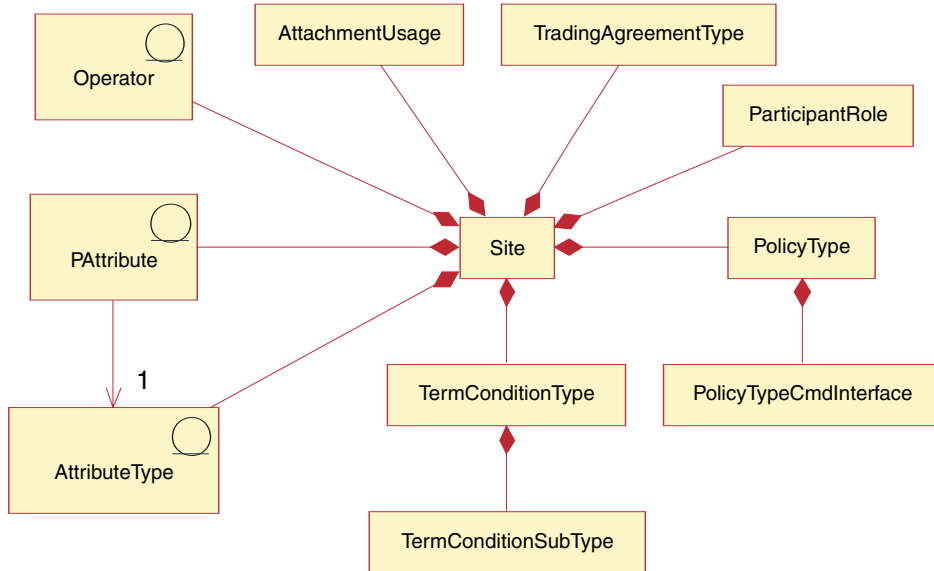 AttachmentUsage
TradingAgreementType
Operator
ParticipantRole
PAttribute
Site
PolicyType
1
TermConditionType
PolicyTypeCmdInterface
AttributeType
TermConditionSubType